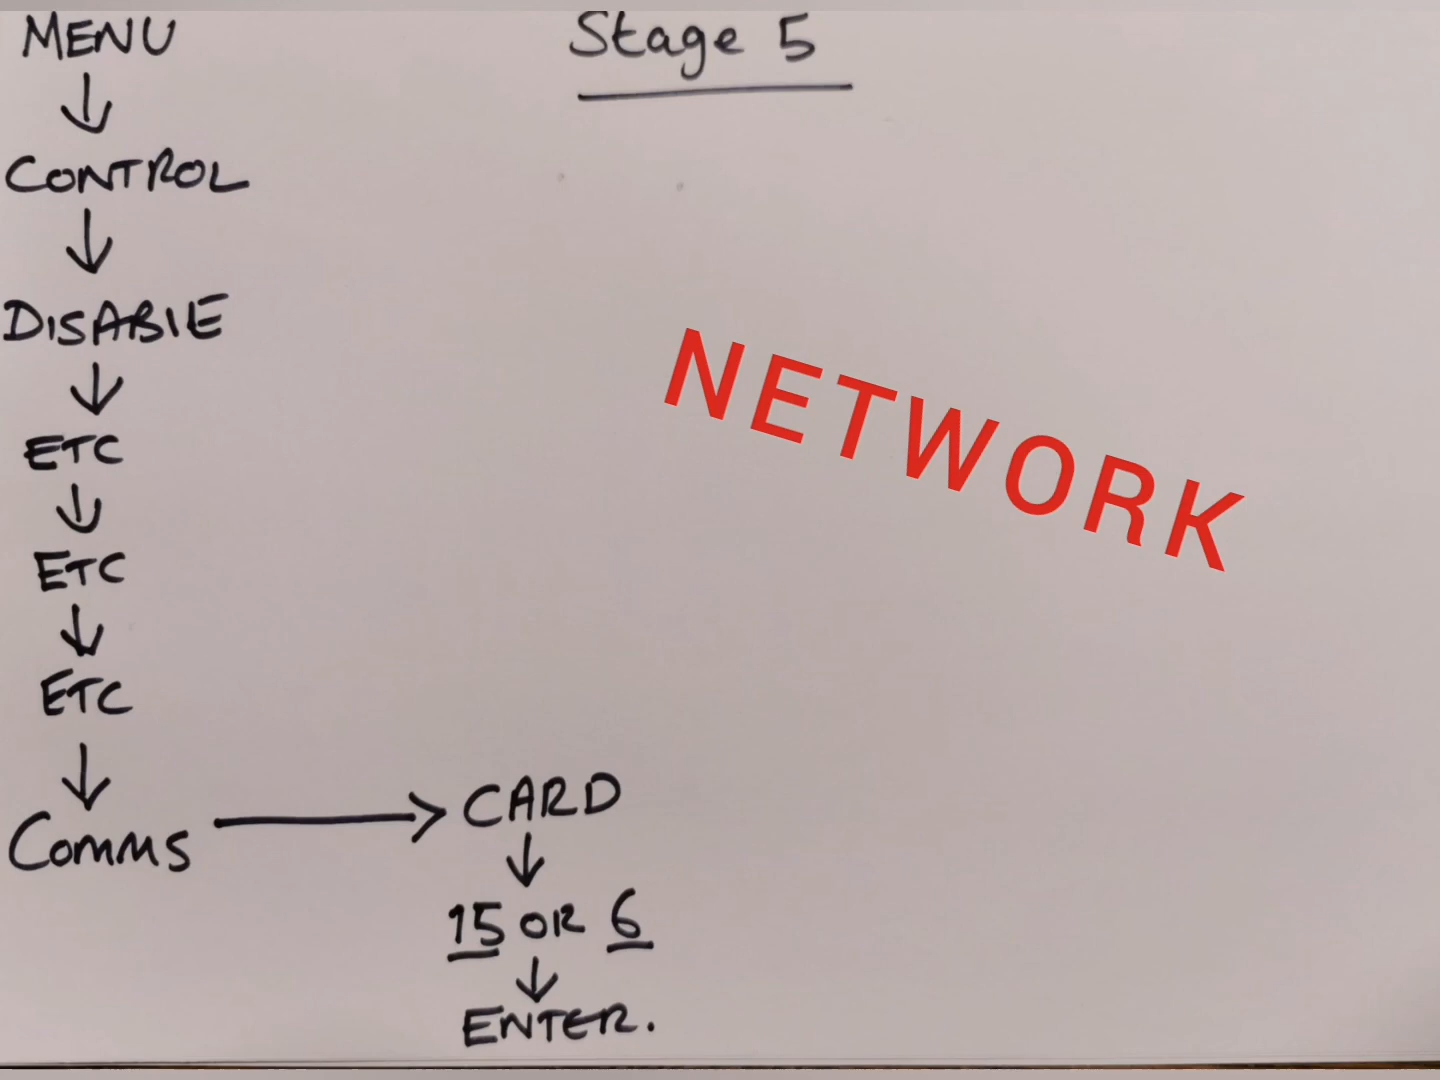 MENU
Stage 5
CONTROL
DISABLE
NETWORK
ETC
ETC
ETC
Comms
CARD
15 OR 6
ENTER.